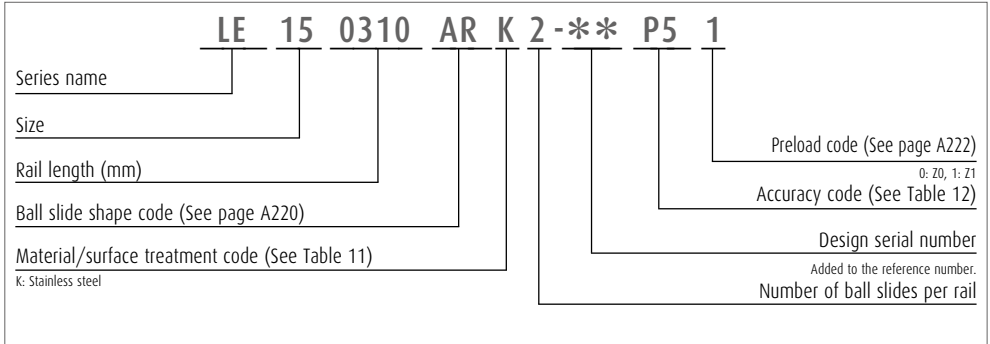 LE 15 0310 AR K 2 -** P5 1
Series name
Size
Rail length (mm)
Ball slide shape code (See page A220)
Material/surface treatment code (See Table 11)
K: Stainless steel
Preload code (See page A222)
0: Z0, 1: Z1
Accuracy code (See Table 12)
Design serial number
Added to the reference number.
Number of ball slides per rail